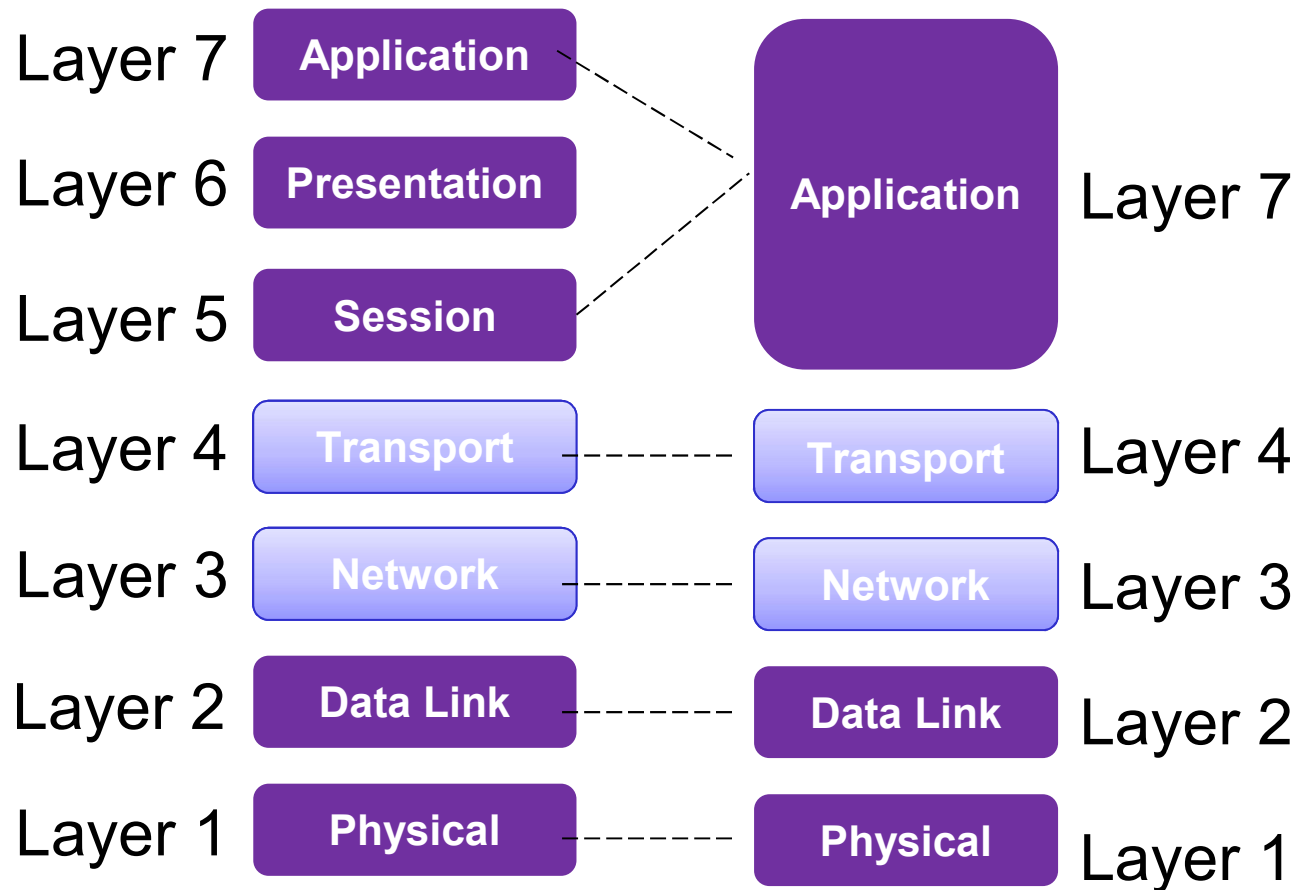 Layer 7 Application
Layer 6 Presentation
Layer 5 Session
Layer 4 Transport
Layer 3 Network
Layer 2 Data Link
Layer 1 Physical
Application Layer 7
Transport Layer 4
Network Layer 3
Data Link Layer 2
Physical Layer 1